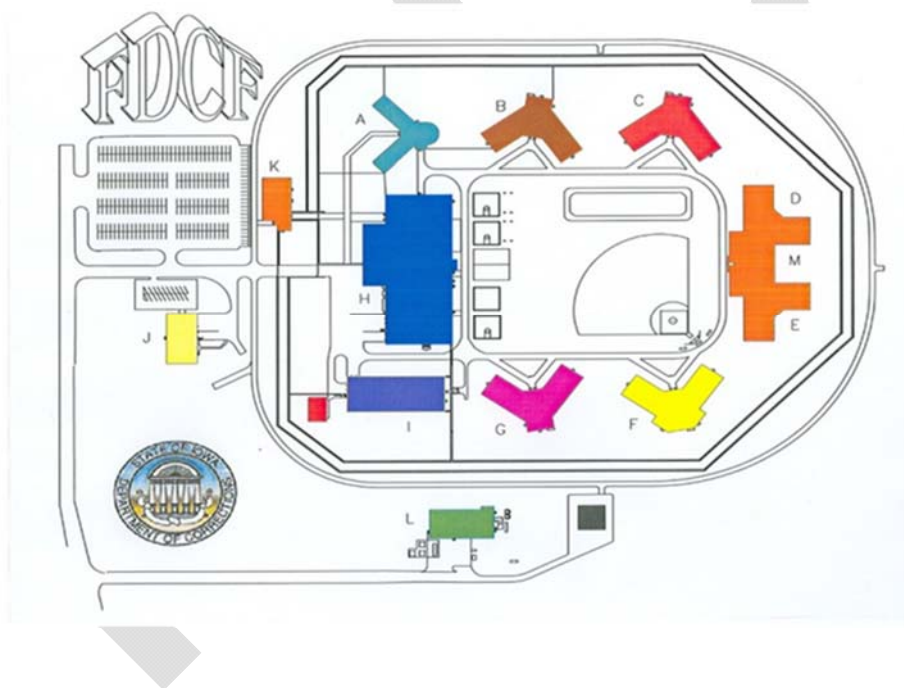 FDCF
A
B
C
K
D
M
H
E
J
I
G
F
L
STATE OF IOWA
DEPARTMENT OF CORRECTIONS